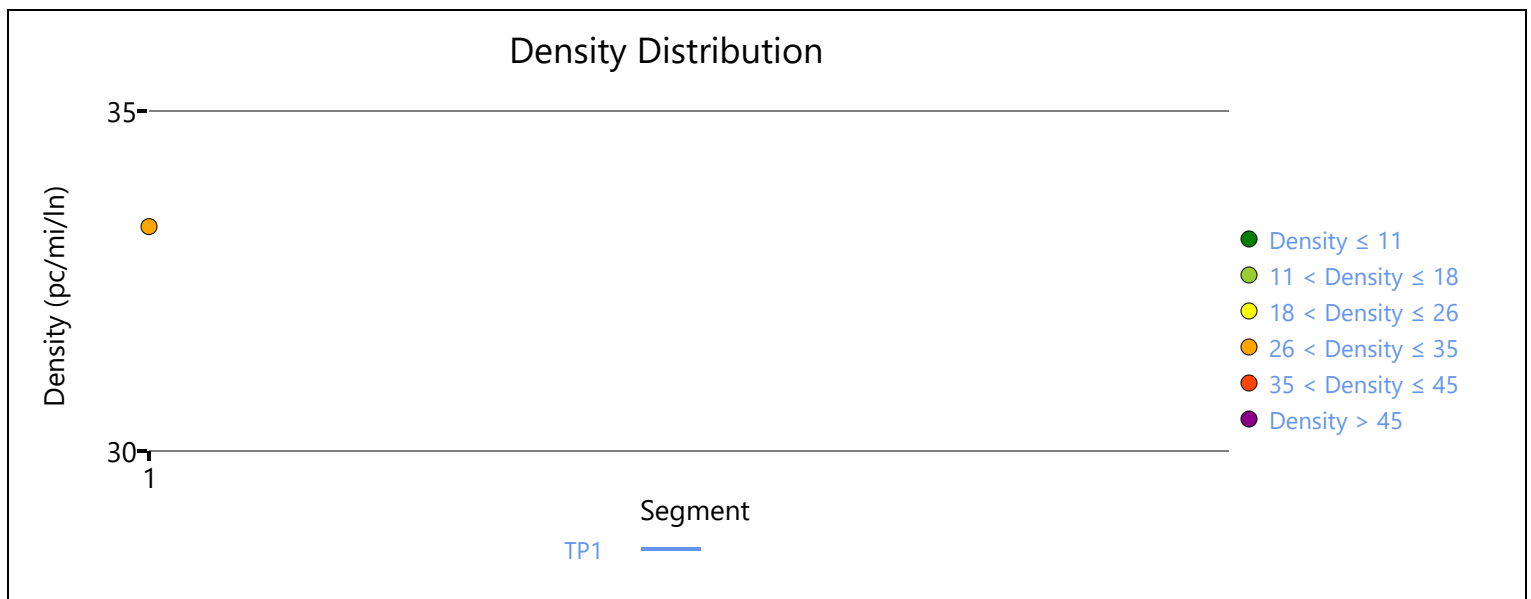 Density Distribution
35
Density (pc/mi/ln)
30
1
Segment
TP1
Density ≤ 11
11 < Density ≤ 18
18 < Density ≤ 26
26 < Density ≤ 35
35 < Density ≤ 45
Density > 45